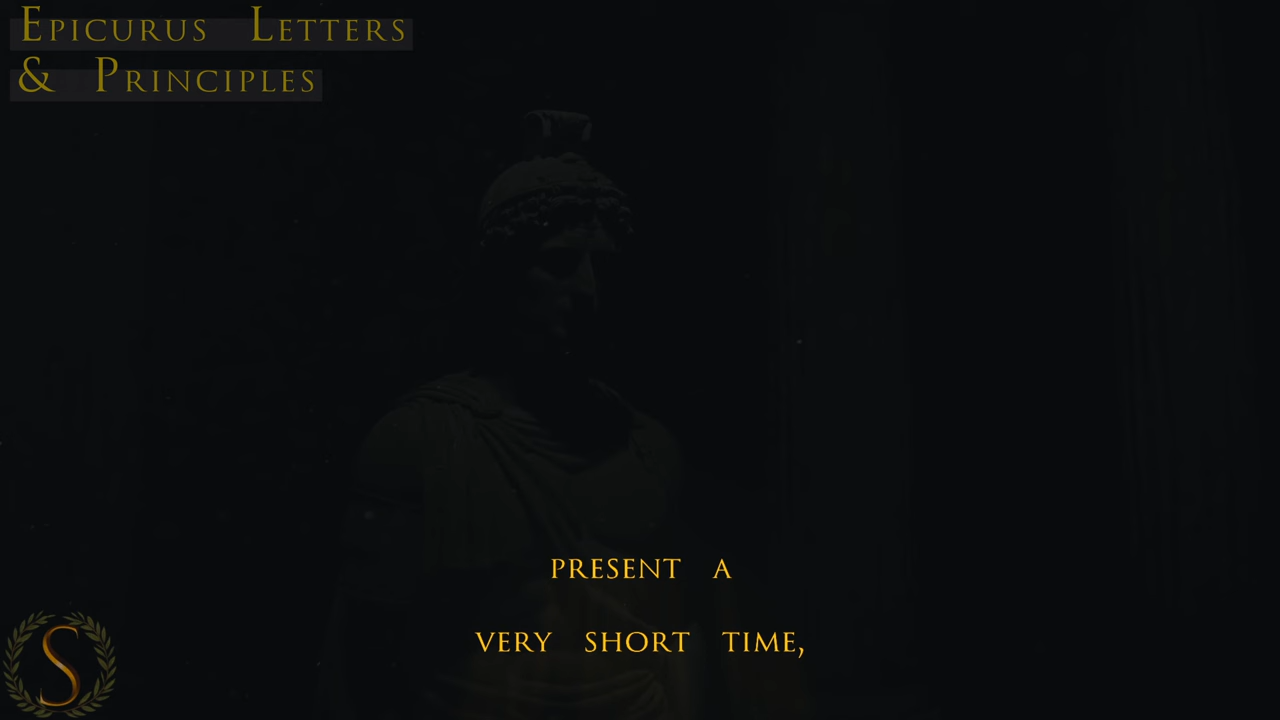 Epicurus Letters
& Principles
present a
very short time,
S